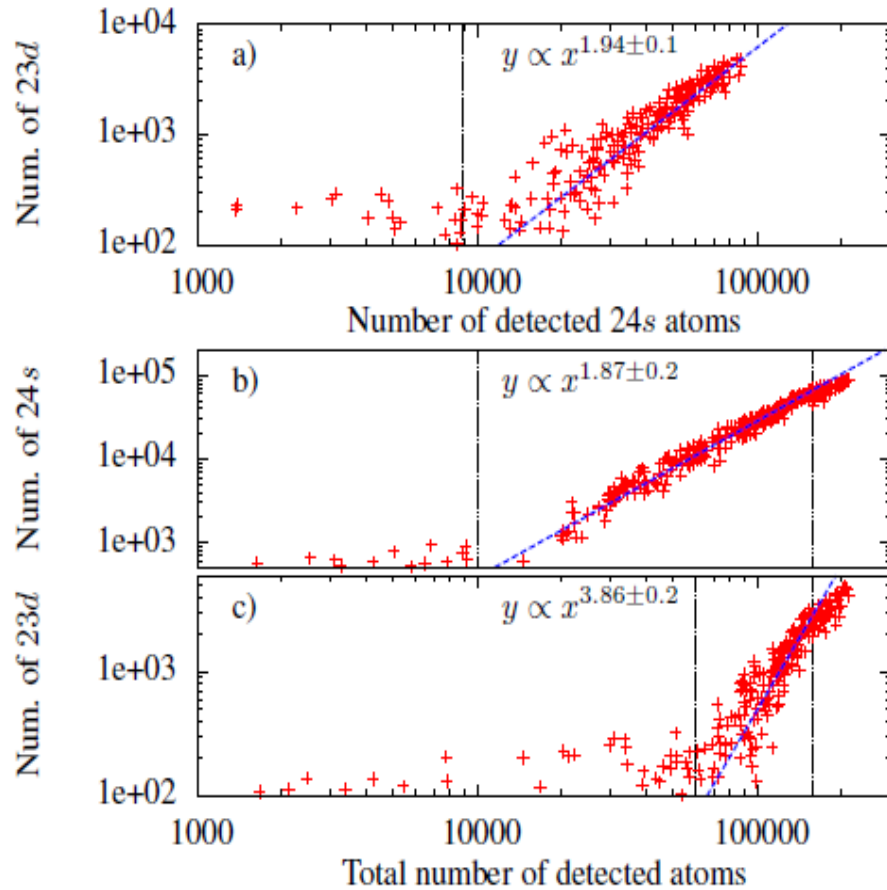 1e+04
a)
y ∝ x^1.94±0.1
Num. of 23d
1e+03
1e+02
1000
10000
100000
Number of detected 24s atoms
1e+05
b)
y ∝ x^1.87±0.2
Num. of 24s
1e+04
1e+03
c)
y ∝ x^3.86±0.2
Num. of 23d
1e+03
1e+02
1000
10000
100000
Total number of detected atoms